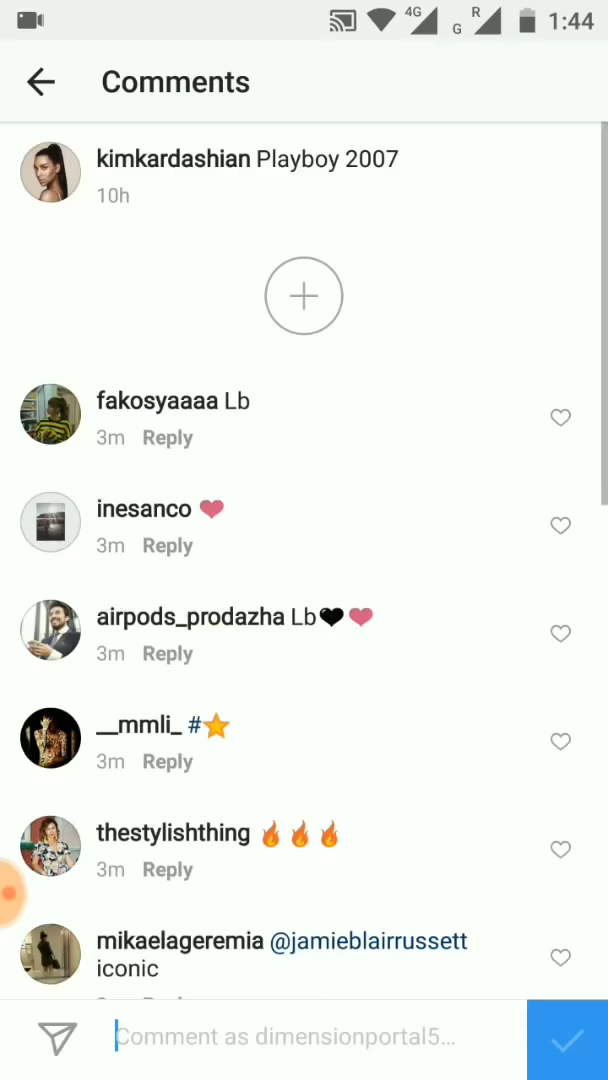 4G R G 1:44
Comments
kimkardashian Playboy 2007
10h
fakosyaaaa Lb
3m Reply
inesanco ❤
3m Reply
airpods_prodazha Lb🖤❤
3m Reply
__mmli_ #⭐
3m Reply
thestylishthing 🔥🔥🔥
3m Reply
mikaelageremia @jamieblairrussett
iconic
Comment as dimensionportal5...